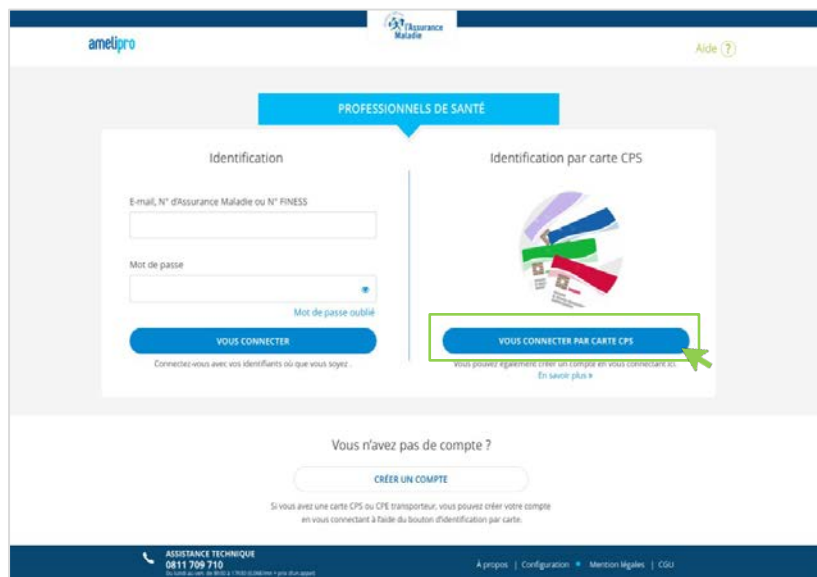 l'Assurance
Maladie
amelipro
Aide ?
PROFESSIONNELS DE SANTÉ
Identification
E-mail, N° d'Assurance Maladie ou N° FINESS
Mot de passe
Mot de passe oublié
VOUS CONNECTER
Connectez-vous avec vos identifiants où que vous soyez .
Identification par carte CPS
VOUS CONNECTER PAR CARTE CPS
Vous pouvez également créer un compte en vous connectant ici.
En savoir plus »
Vous n'avez pas de compte ?
CRÉER UN COMPTE
Si vous avez une carte CPS ou CPE transporteur, vous pouvez créer votre compte
en vous connectant à l'aide du bouton d'identification par carte.
ASSISTANCE TECHNIQUE
0811 709 710
À propos | Configuration • Mention légales | CGU